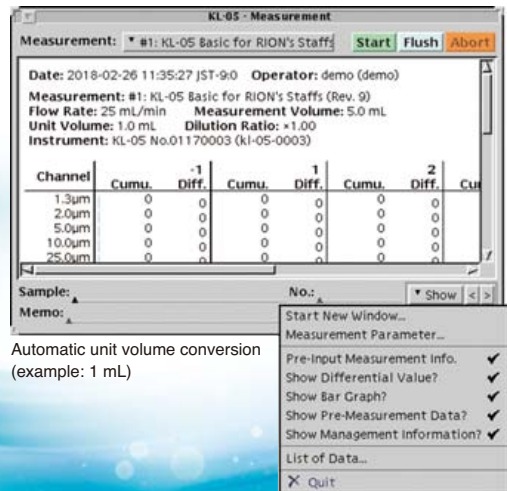 KL-05 - Measurement
Measurement: #1: KL-05 Basic for RION's Staffs Start Flush Abort
Date: 2018-02-26 11:35:27 JST-9:0 Operator: demo (demo)
Measurement: #1: KL-05 Basic for RION's Staffs (Rev. 9)
Flow Rate: 25 mL/min Measurement Volume: 5.0 mL
Unit Volume: 1.0 mL Dilution Ratio: ×1.00
Instrument: KL-05 No.01170003 (kl-05-0003)
-1 1 2
Channel Cumu. Diff. Cumu. Diff. Cumu. Diff.
1.3µm 0 0 0 0 0 0
2.0µm 0 0 0 0 0 0
5.0µm 0 0 0 0 0 0
10.0µm 0 0 0 0 0 0
25.0µm 0 0 0 0 0 0
Sample: No.: Show < >
Memo:
Automatic unit volume conversion
(example: 1 mL)
Start New Window...
Measurement Parameter...
Pre-Input Measurement Info. ✔
Show Differential Value? ✔
Show Bar Graph? ✔
Show Pre-Measurement Data? ✔
Show Management Information? ✔
List of Data...
X Quit